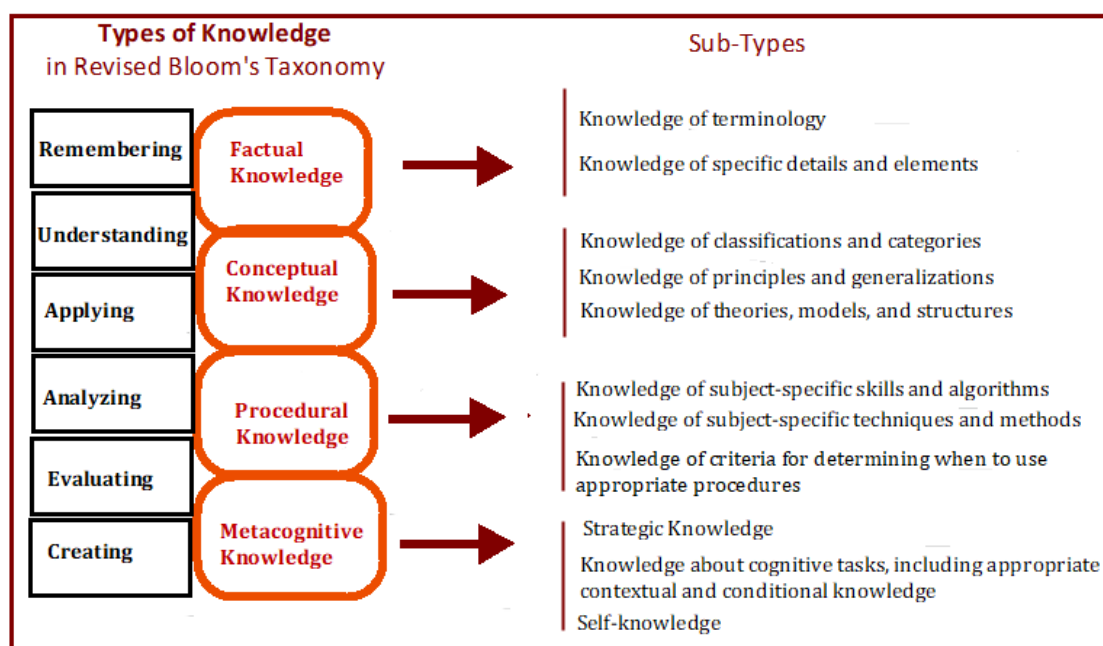 Types of Knowledge
in Revised Bloom's Taxonomy
Sub-Types
Remembering
Understanding
Applying
Analyzing
Evaluating
Creating
Factual
Knowledge
Knowledge of terminology
Knowledge of specific details and elements
Conceptual
Knowledge
Knowledge of classifications and categories
Knowledge of principles and generalizations
Knowledge of theories, models, and structures
Procedural
Knowledge
Knowledge of subject-specific skills and algorithms
Knowledge of subject-specific techniques and methods
Knowledge of criteria for determining when to use
appropriate procedures
Metacognitive
Knowledge
Strategic Knowledge
Knowledge about cognitive tasks, including appropriate
contextual and conditional knowledge
Self-knowledge